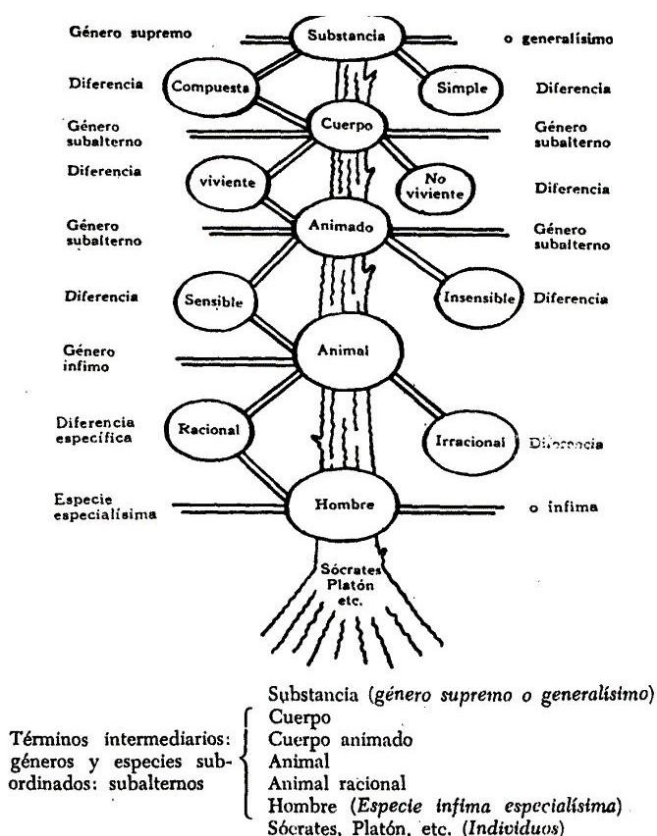 Género supremo
Substancia
o generalísimo
Diferencia
Compuesta
Simple
Diferencia
Género
subalterno
Cuerpo
Género
subalterno
Diferencia
viviente
No
viviente
Diferencia
Género
subalterno
Animado
Género
subalterno
Diferencia
Sensible
Insensible
Diferencia
Género
ínfimo
Animal
Diferencia
específica
Racional
Irracional
Diferencia
Especie
especialísima
Hombre
o ínfima
Sócrates
Platón
etc.
Substancia (género supremo o generalísimo)
Términos intermediarios:
géneros y especies sub-
ordinados: subalternos
Cuerpo
Cuerpo animado
Animal
Animal racional
Hombre (Especie ínfima especialísima)
Sócrates, Platón, etc. (Individuos)